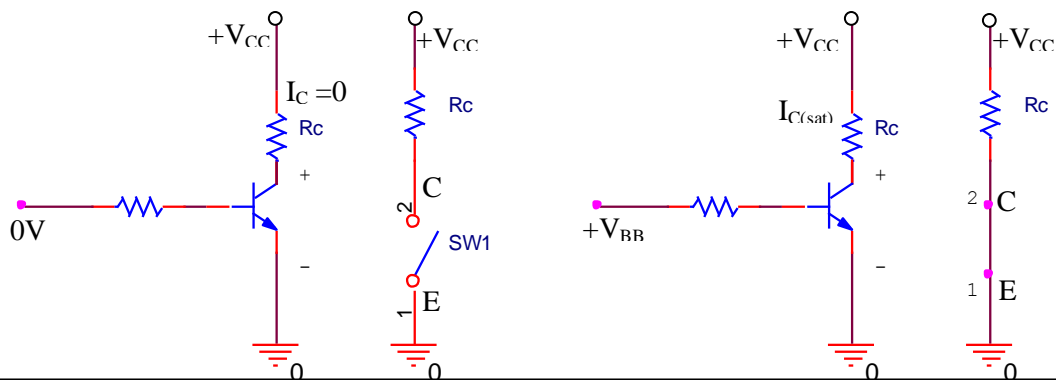 +VCC
+VCC
IC =0
Rc
Rc
+
C
2
0V
SW1
−
1
E
0
0
+VCC
+VCC
IC(sat)
Rc
Rc
+
2
C
+VBB
−
1
E
0
0